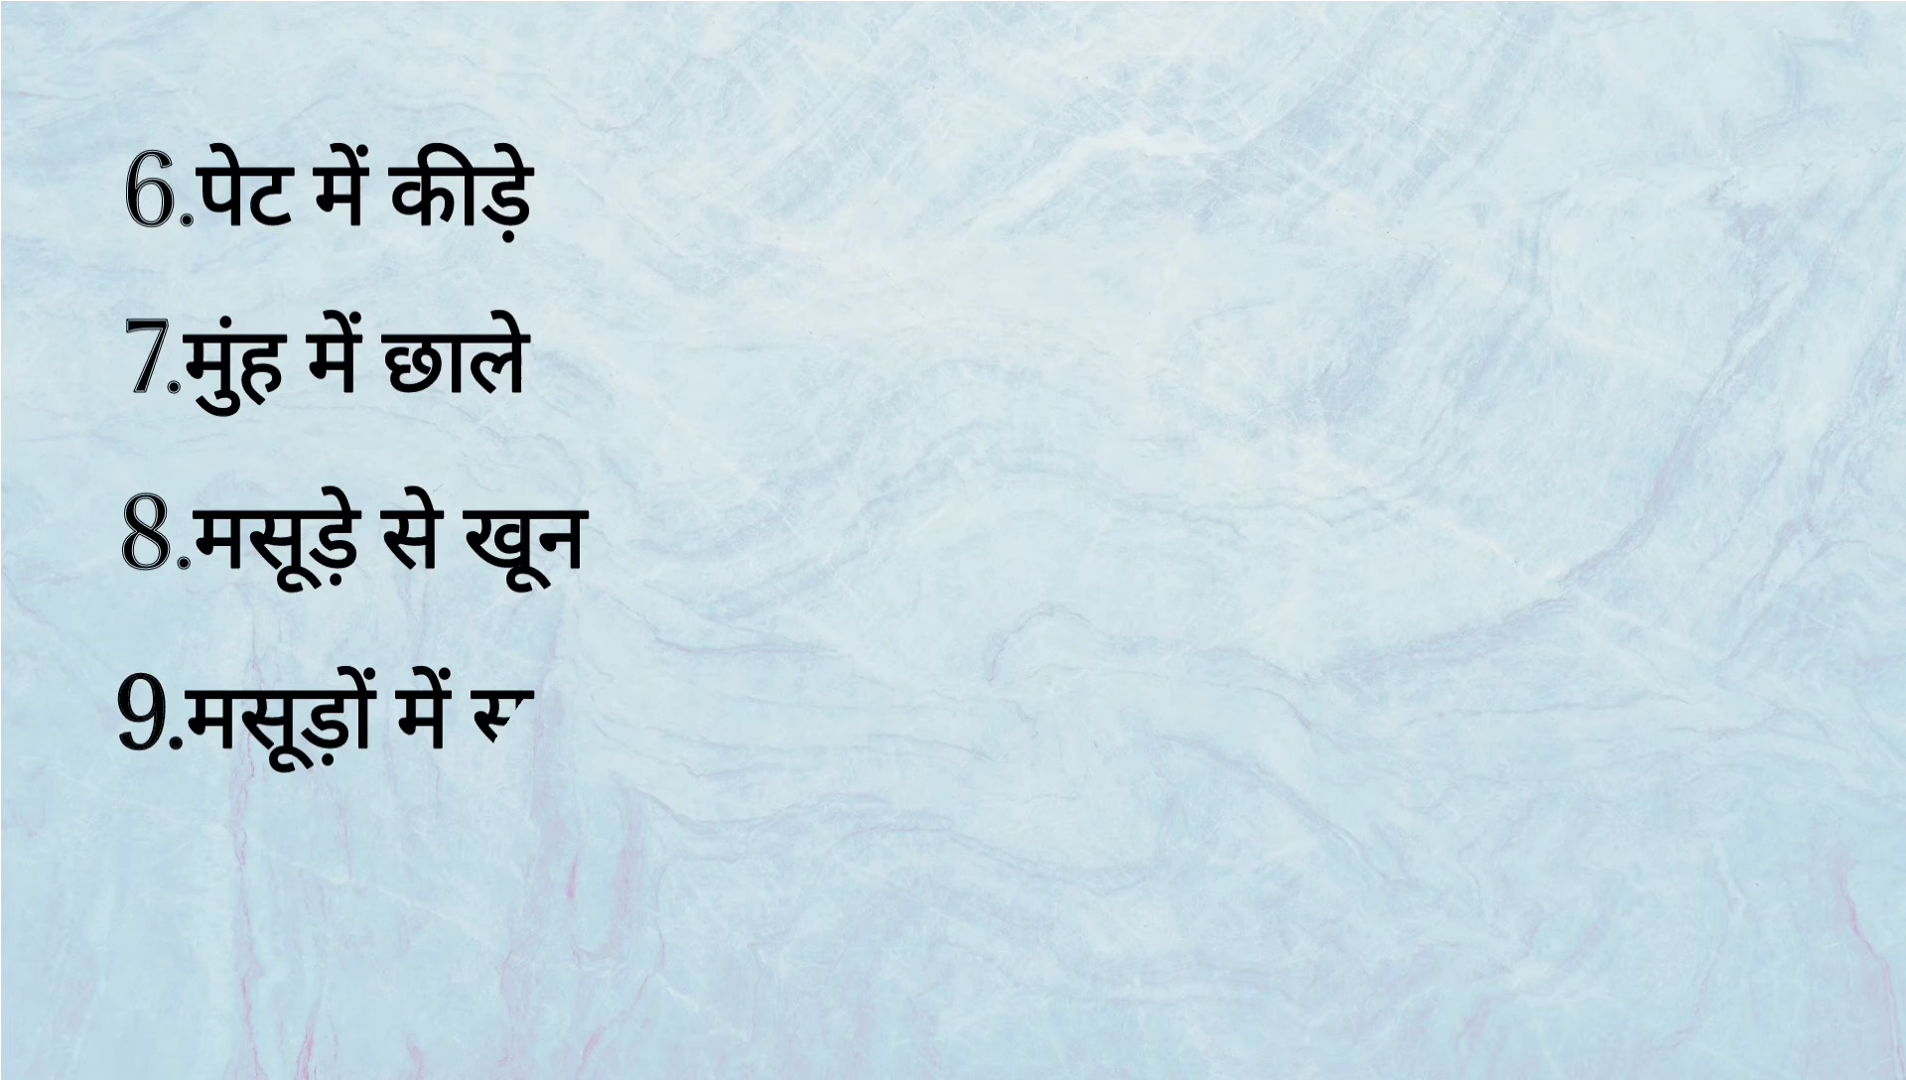 6.पेट में कीड़े
7.मुंह में छाले
8.मसूड़े से खून
9.मसूड़ों में